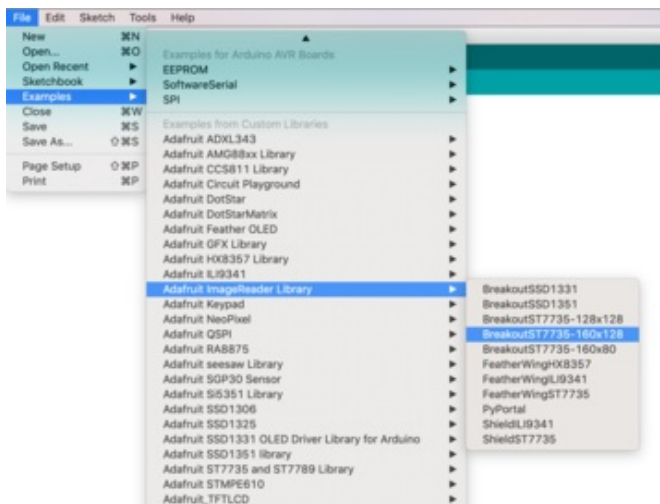 File Edit Sketch Tools Help
New ⌘N
Open... ⌘O
Open Recent
Sketchbook
Examples
Close ⌘W
Save ⌘S
Save As... ⇧⌘S
Page Setup ⇧⌘P
Print ⌘P
Examples for Arduino AVR Boards
EEPROM
SoftwareSerial
SPI
Examples from Custom Libraries
Adafruit ADXL343
Adafruit AMG88xx Library
Adafruit CCS811 Library
Adafruit Circuit Playground
Adafruit DotStar
Adafruit DotStarMatrix
Adafruit Feather OLED
Adafruit GFX Library
Adafruit HX8357 Library
Adafruit ILI9341
Adafruit ImageReader Library
Adafruit Keypad
Adafruit NeoPixel
Adafruit QSPI
Adafruit RA8875
Adafruit seesaw Library
Adafruit SGP30 Sensor
Adafruit Si5351 Library
Adafruit SSD1306
Adafruit SSD1325
Adafruit SSD1331 OLED Driver Library for Arduino
Adafruit SSD1351 library
Adafruit ST7735 and ST7789 Library
Adafruit STMPE610
Adafruit_TFTLCD
BreakoutSSD1331
BreakoutSSD1351
BreakoutST7735-128x128
BreakoutST7735-160x128
BreakoutST7735-160x80
FeatherWingHX8357
FeatherWingILI9341
FeatherWingST7735
PyPortal
ShieldILI9341
ShieldST7735